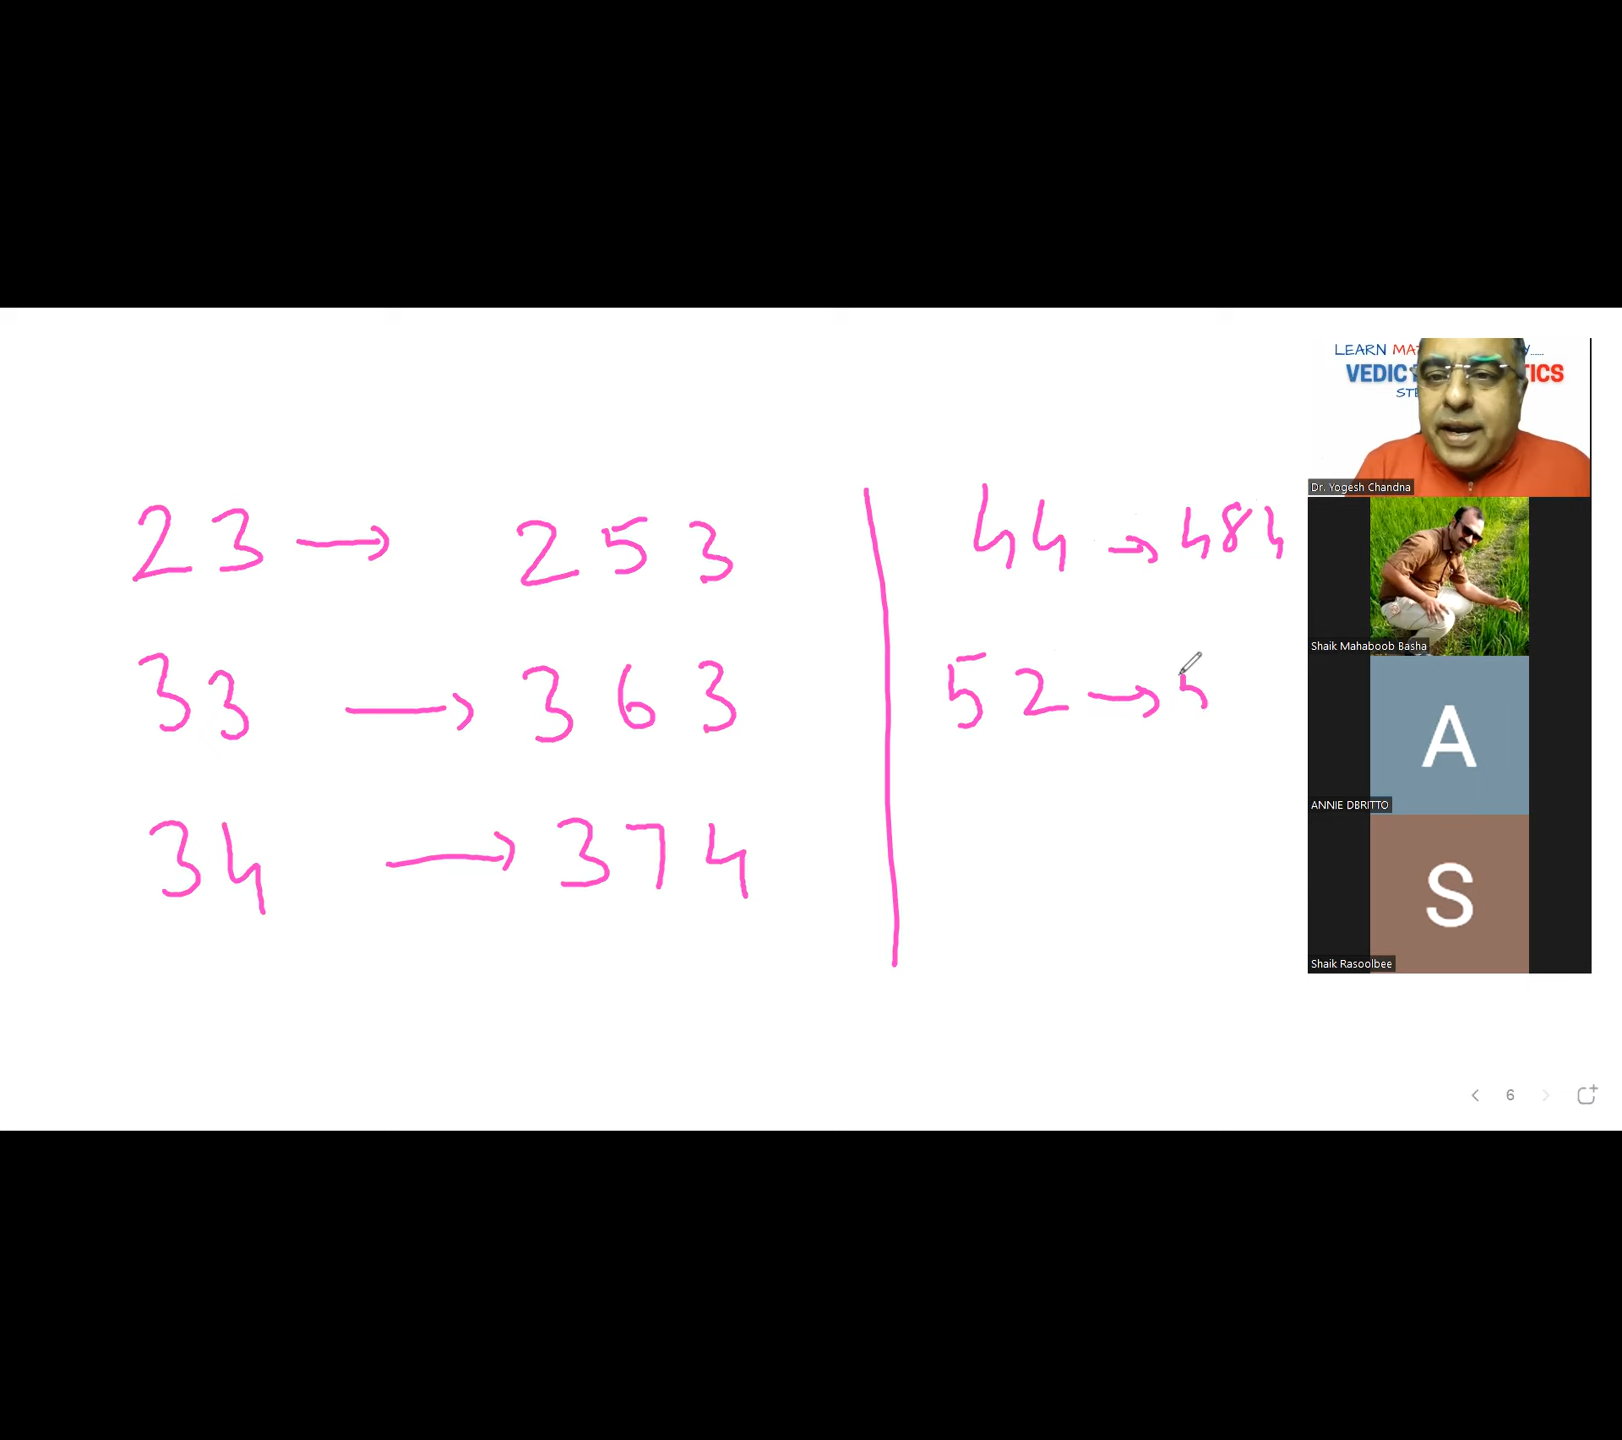 23 → 253
33 → 363
34 → 374
44 → 484
52 → 5
LEARN MA Y.....
VEDIC TICS
STE
Dr. Yogesh Chandna
Shaik Mahaboob Basha
A
ANNIE DBRITTO
S
Shaik Rasoolbee
6